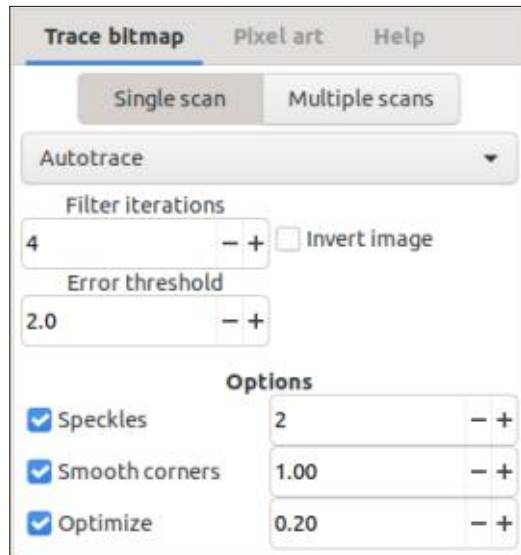 Trace bitmap Pixel art Help
Single scan Multiple scans
Autotrace
Filter iterations
4 − + Invert image
Error threshold
2.0 − +
Options
Speckles 2 − +
Smooth corners 1.00 − +
Optimize 0.20 − +